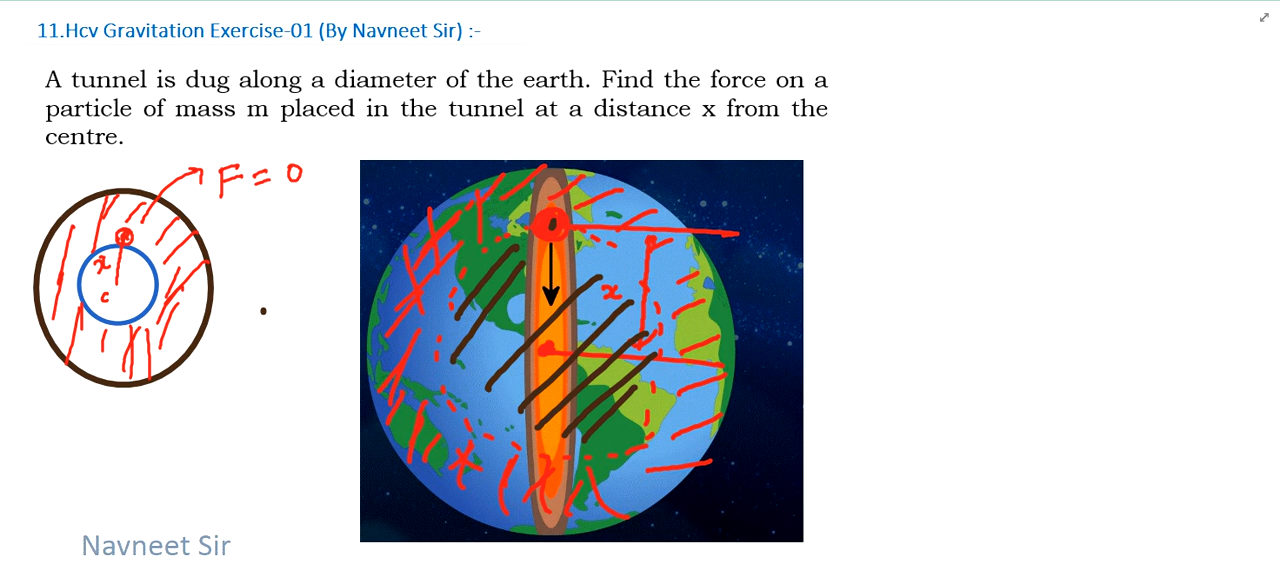 11.Hcv Gravitation Exercise-01 (By Navneet Sir) :-
A tunnel is dug along a diameter of the earth. Find the force on a
particle of mass m placed in the tunnel at a distance x from the
centre.
F = 0
x
c
x
Navneet Sir